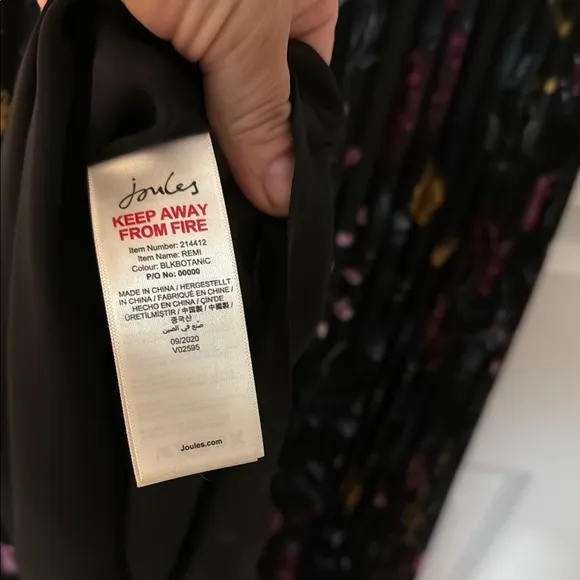 Joules
KEEP AWAY
FROM FIRE
Item Number: 214412
Item Name: REMI
Colour: BLKBOTANIC
P/O No: 00000
MADE IN CHINA / HERGESTELLT
IN CHINA / FABRIQUÉ EN CHINE /
HECHO EN CHINA / ÇIN'DE
ÜRETİLMİŞTİR / 中国製 / 中國製 /
중국산
صنع في الصين
09/2020
V02595
Joules.com